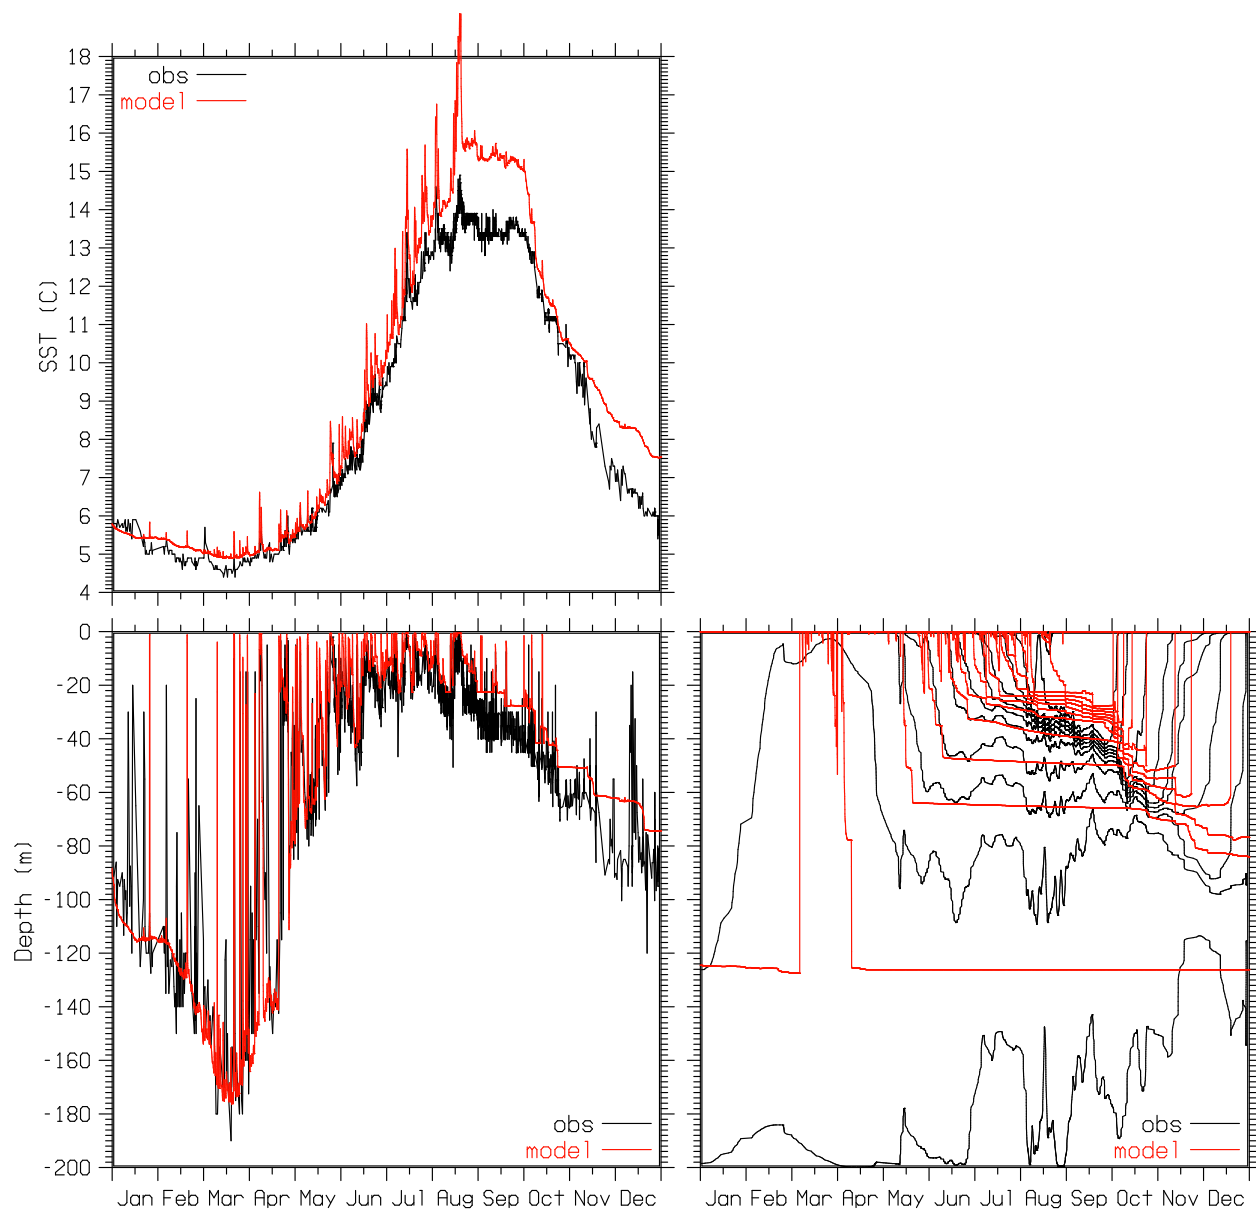 18
17
16
15
14
13
12
11
10
9
8
7
6
5
4
SST (C)
obs
model
0
-20
-40
-60
-80
-100
-120
-140
-160
-180
-200
Depth (m)
obs
model
obs
model
Jan Feb Mar Apr May Jun Jul Aug Sep Oct Nov Dec
Jan Feb Mar Apr May Jun Jul Aug Sep Oct Nov Dec